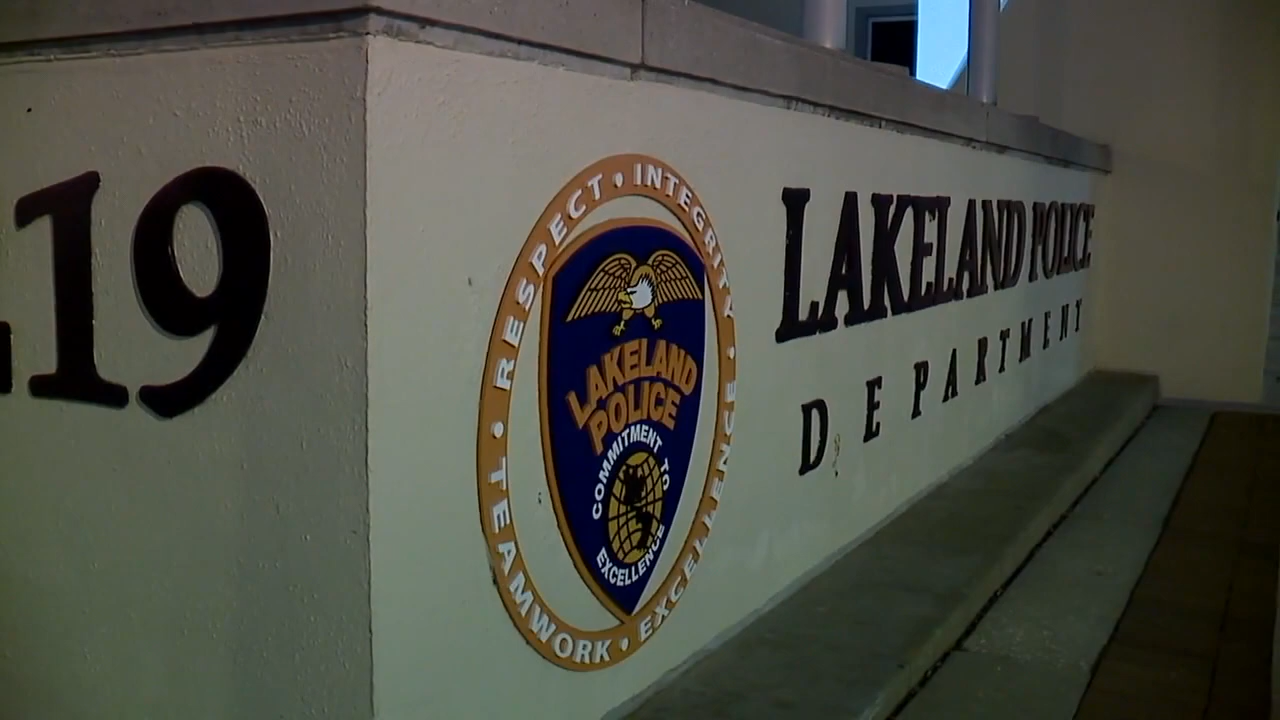 19
RESPECT • INTEGRITY • EXCELLENCE • TEAMWORK •
LAKELAND
POLICE
COMMITMENT TO
EXCELLENCE
LAKELAND POLICE
DEPARTMENT